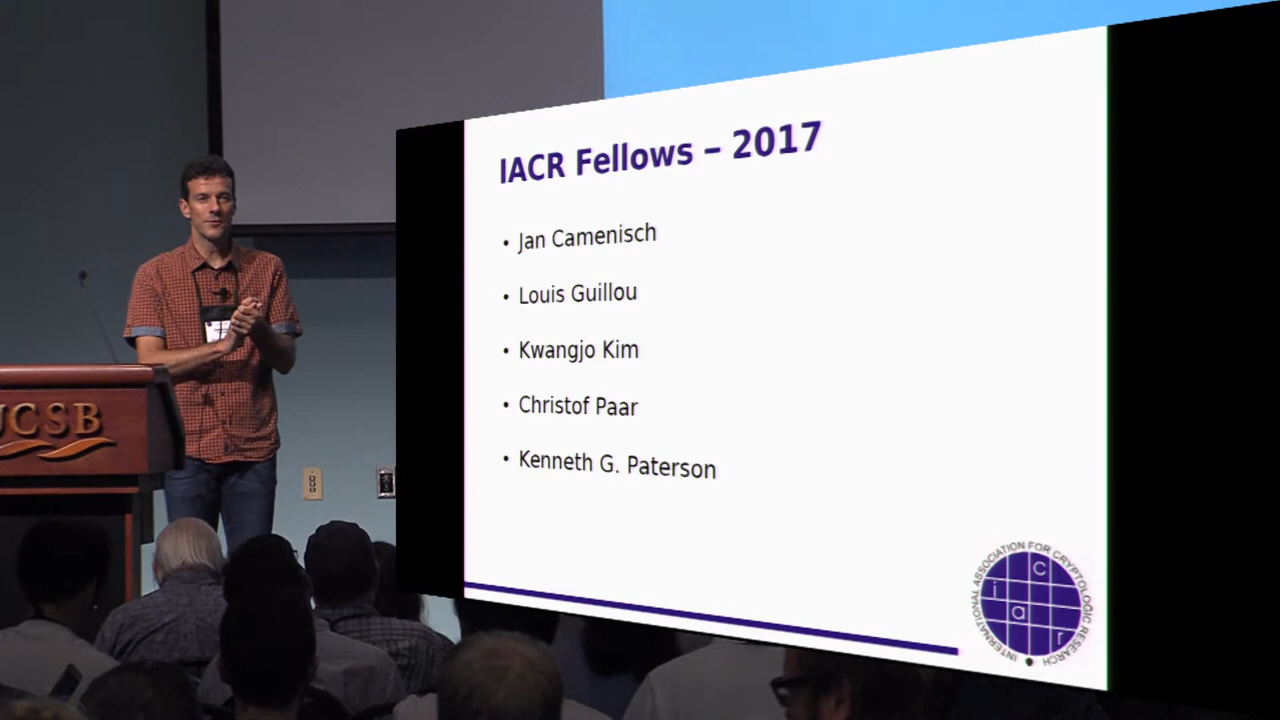 IACR Fellows – 2017
• Jan Camenisch
• Louis Guillou
• Kwangjo Kim
• Christof Paar
• Kenneth G. Paterson
UCSB
INTERNATIONAL ASSOCIATION FOR CRYPTOLOGIC RESEARCH
i a c r